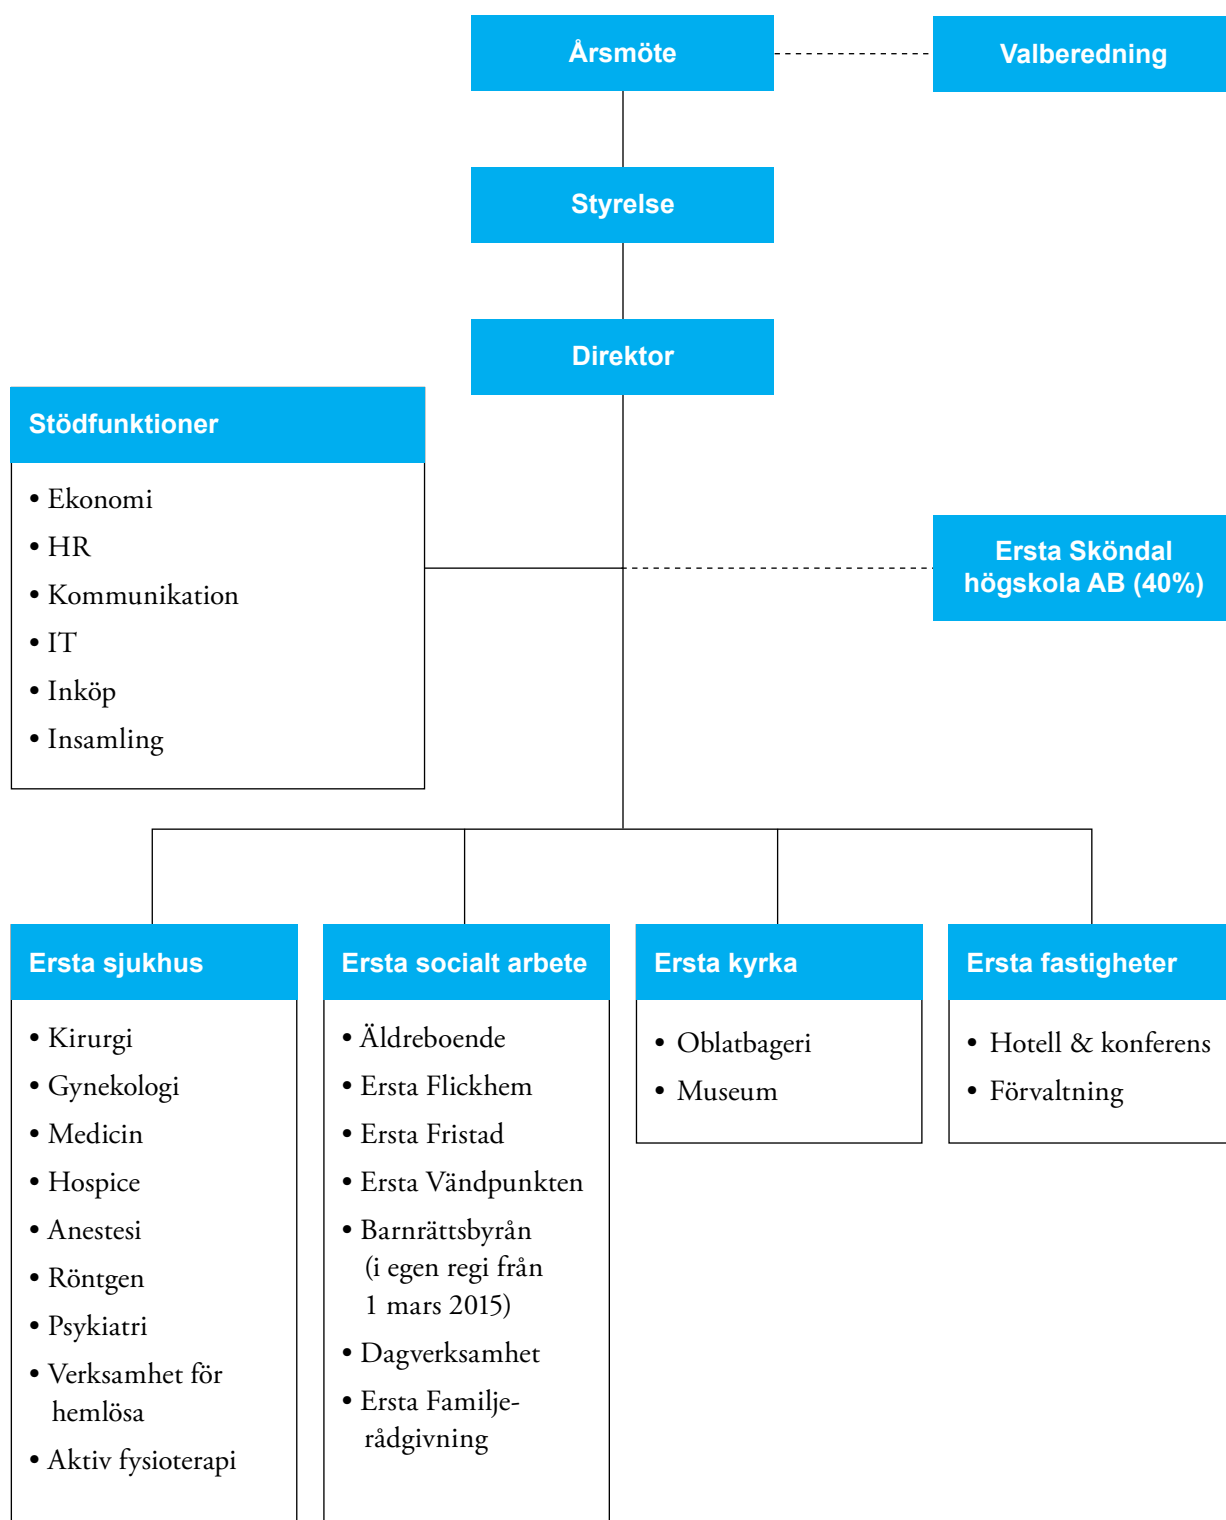 Årsmöte
Valberedning
Styrelse
Direktor
Stödfunktioner
• Ekonomi
• HR
• Kommunikation
• IT
• Inköp
• Insamling
Ersta Sköndal
högskola AB (40%)
Ersta sjukhus
• Kirurgi
• Gynekologi
• Medicin
• Hospice
• Anestesi
• Röntgen
• Psykiatri
• Verksamhet för
hemlösa
• Aktiv fysioterapi
Ersta socialt arbete
• Äldreboende
• Ersta Flickhem
• Ersta Fristad
• Ersta Vändpunkten
• Barnrättsbyrån
(i egen regi från
1 mars 2015)
• Dagverksamhet
• Ersta Familje-
rådgivning
Ersta kyrka
• Oblatbageri
• Museum
Ersta fastigheter
• Hotell & konferens
• Förvaltning